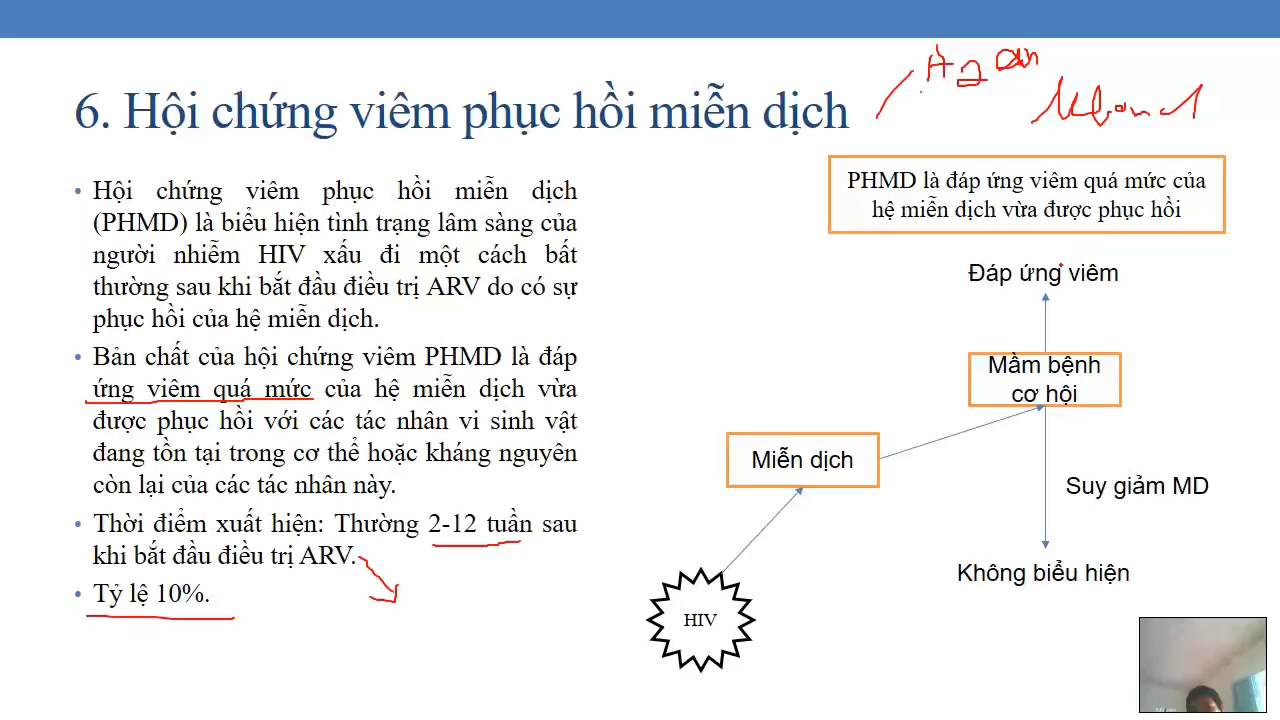 6. Hội chứng viêm phục hồi miễn dịch
• Hội chứng viêm phục hồi miễn dịch
(PHMD) là biểu hiện tình trạng lâm sàng của
người nhiễm HIV xấu đi một cách bất
thường sau khi bắt đầu điều trị ARV do có sự
phục hồi của hệ miễn dịch.
• Bản chất của hội chứng viêm PHMD là đáp
ứng viêm quá mức của hệ miễn dịch vừa
được phục hồi với các tác nhân vi sinh vật
đang tồn tại trong cơ thể hoặc kháng nguyên
còn lại của các tác nhân này.
• Thời điểm xuất hiện: Thường 2-12 tuần sau
khi bắt đầu điều trị ARV.
• Tỷ lệ 10%.
PHMD là đáp ứng viêm quá mức của
hệ miễn dịch vừa được phục hồi
Đáp ứng viêm
Mầm bệnh
cơ hội
Miễn dịch
Suy giảm MD
Không biểu hiện
HIV